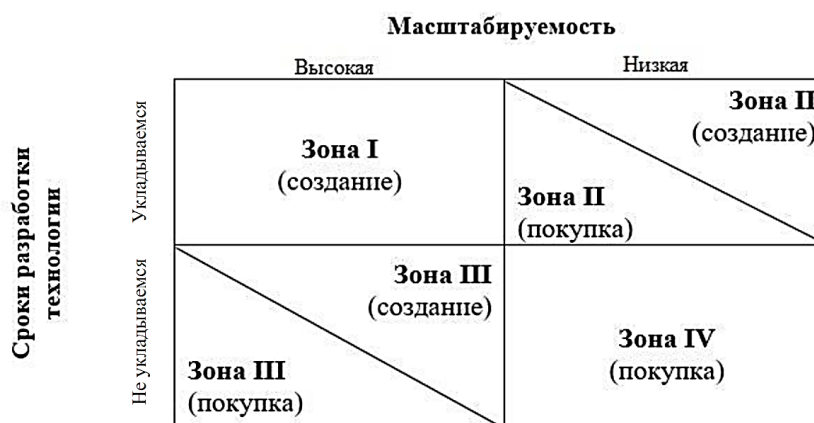 Масштабируемость
Высокая
Низкая
Сроки разработки
технологии
Укладываемся
Зона I
(создание)
Зона II
(создание)
Зона II
(покупка)
Не укладываемся
Зона III
(создание)
Зона III
(покупка)
Зона IV
(покупка)